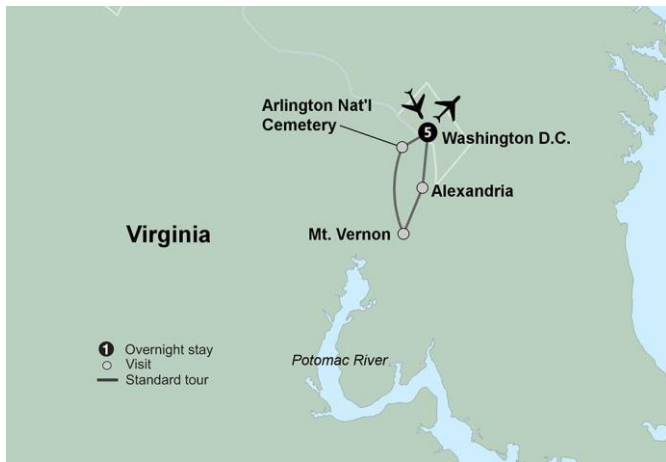 Arlington Nat'l
Cemetery
5
Washington D.C.
Alexandria
Virginia
Mt. Vernon
1 Overnight stay
Visit
Standard tour
Potomac River